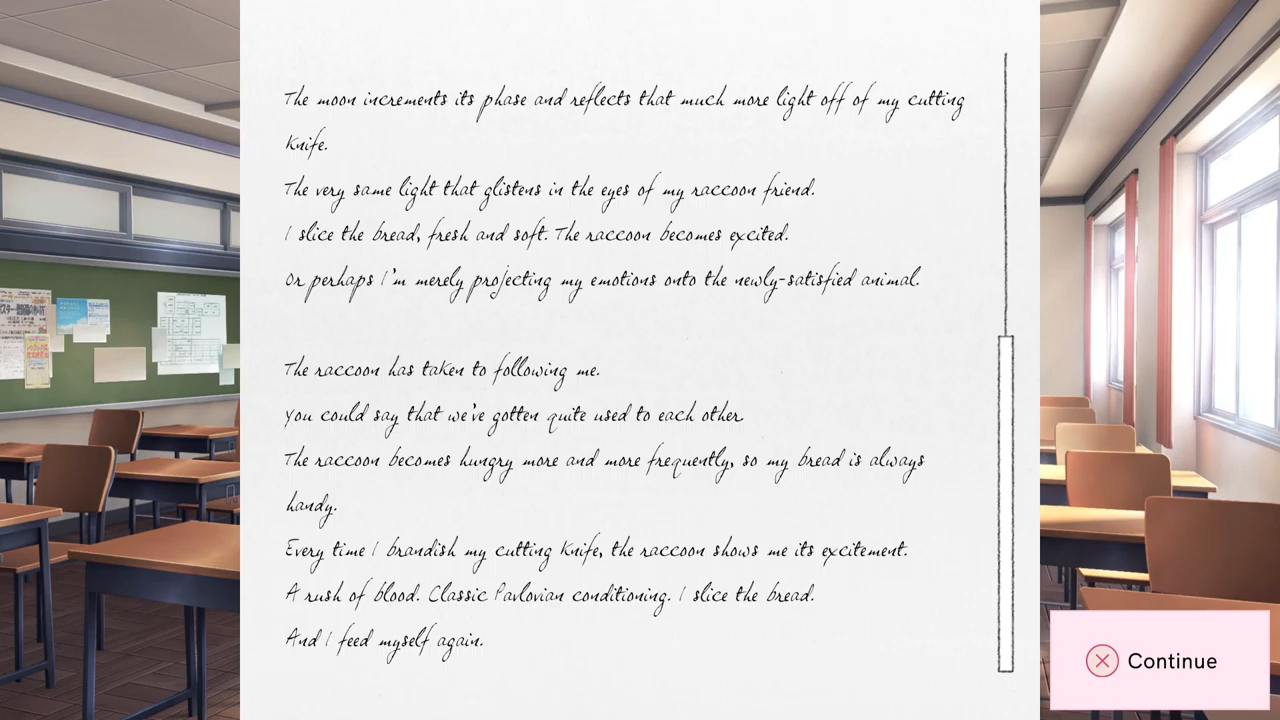 The moon increments its phase and reflects that much more light off of my cutting
knife.
The very same light that glistens in the eyes of my raccoon friend.
I slice the bread, fresh and soft. The raccoon becomes excited.
Or perhaps I'm merely projecting my emotions onto the newly-satisfied animal.
The raccoon has taken to following me.
You could say that we've gotten quite used to each other
The raccoon becomes hungry more and more frequently, so my bread is always
handy.
Every time I brandish my cutting knife, the raccoon shows me its excitement.
A rush of blood. Classic Pavlovian conditioning. I slice the bread.
And I feed myself again.
Continue